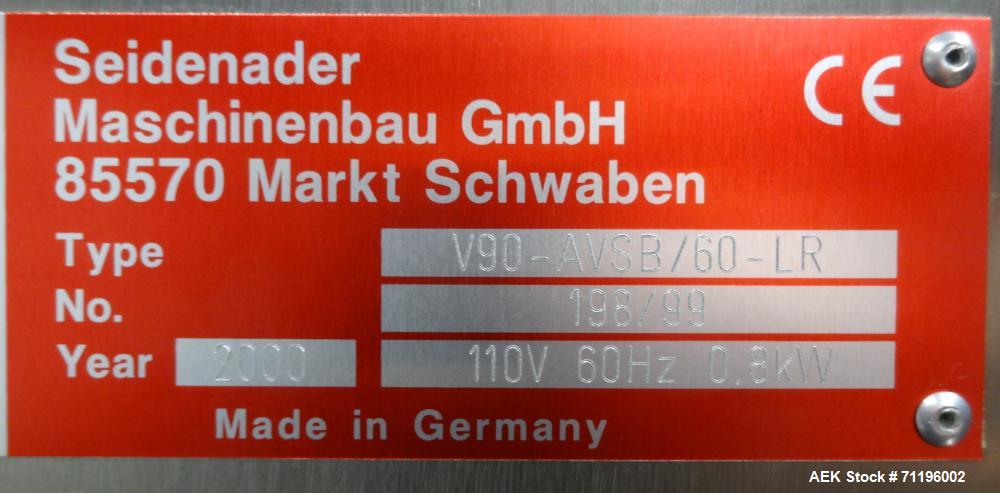 Seidenader
Maschinenbau GmbH
85570 Markt Schwaben
CE
Type V90-AVSB/60-LR
No. 198/99
Year 2000 110V 60Hz 0.8kW
Made in Germany
AEK Stock # 71196002